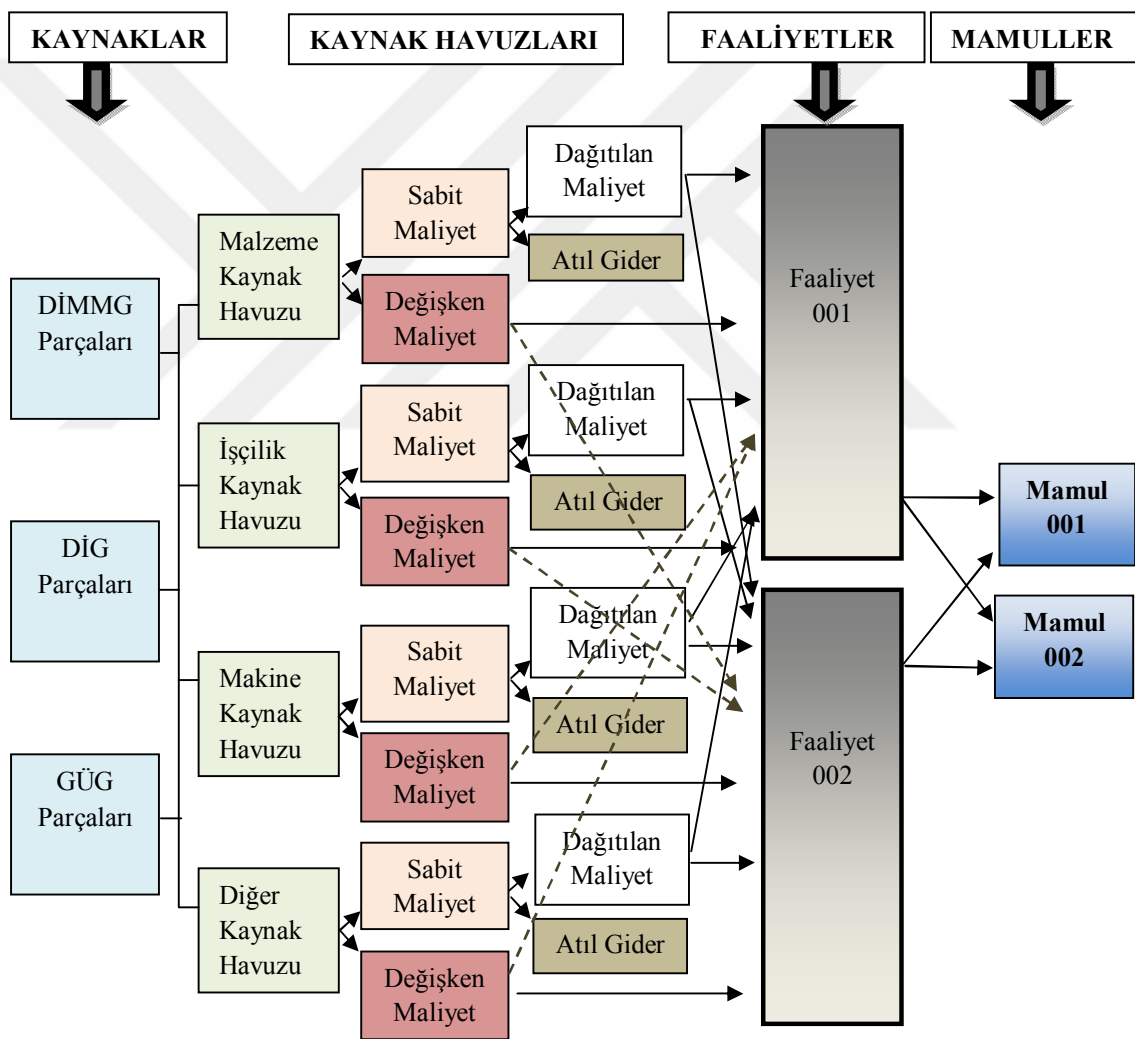 KAYNAKLAR
KAYNAK HAVUZLARI
FAALİYETLER
MAMULLER
DİMMG
Parçaları
DİG
Parçaları
GÜG
Parçaları
Malzeme
Kaynak
Havuzu
Sabit
Maliyet
Değişken
Maliyet
Dağıtılan
Maliyet
Atıl Gider
İşçilik
Kaynak
Havuzu
Sabit
Maliyet
Değişken
Maliyet
Dağıtılan
Maliyet
Atıl Gider
Makine
Kaynak
Havuzu
Sabit
Maliyet
Değişken
Maliyet
Dağıtılan
Maliyet
Atıl Gider
Diğer
Kaynak
Havuzu
Sabit
Maliyet
Değişken
Maliyet
Dağıtılan
Maliyet
Atıl Gider
Faaliyet
001
Faaliyet
002
Mamul
001
Mamul
002